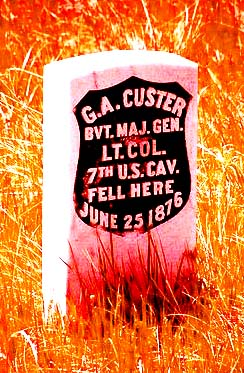 G.A. CUSTER
BVT. MAJ. GEN.
LT. COL.
7TH U.S. CAV.
FELL HERE
JUNE 25 1876